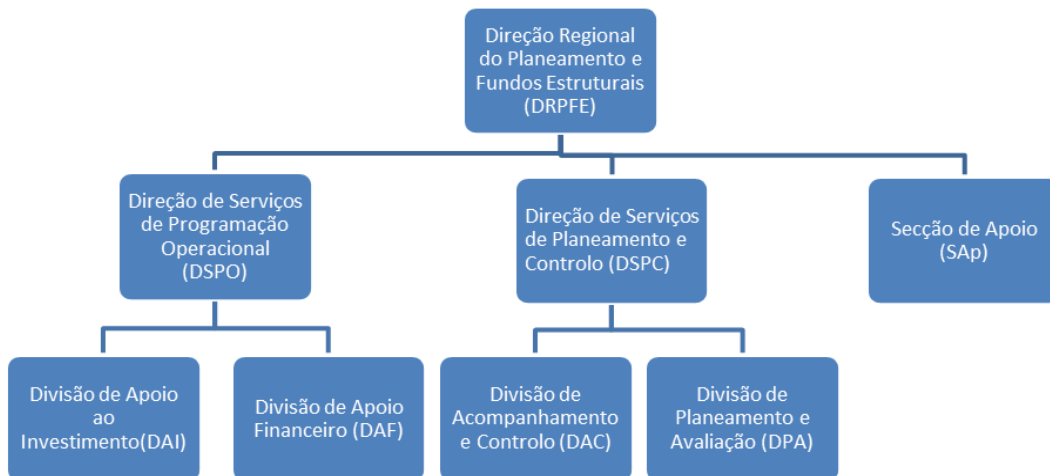 Direção Regional
do Planeamento e
Fundos Estruturais
(DRPFE)
Direção de Serviços
de Programação
Operacional
(DSPO)
Direção de Serviços
de Planeamento e
Controlo (DSPC)
Secção de Apoio
(SAp)
Divisão de Apoio
ao
Investimento(DAI)
Divisão de Apoio
Financeiro (DAF)
Divisão de
Acompanhamento
e Controlo (DAC)
Divisão de
Planeamento e
Avaliação (DPA)